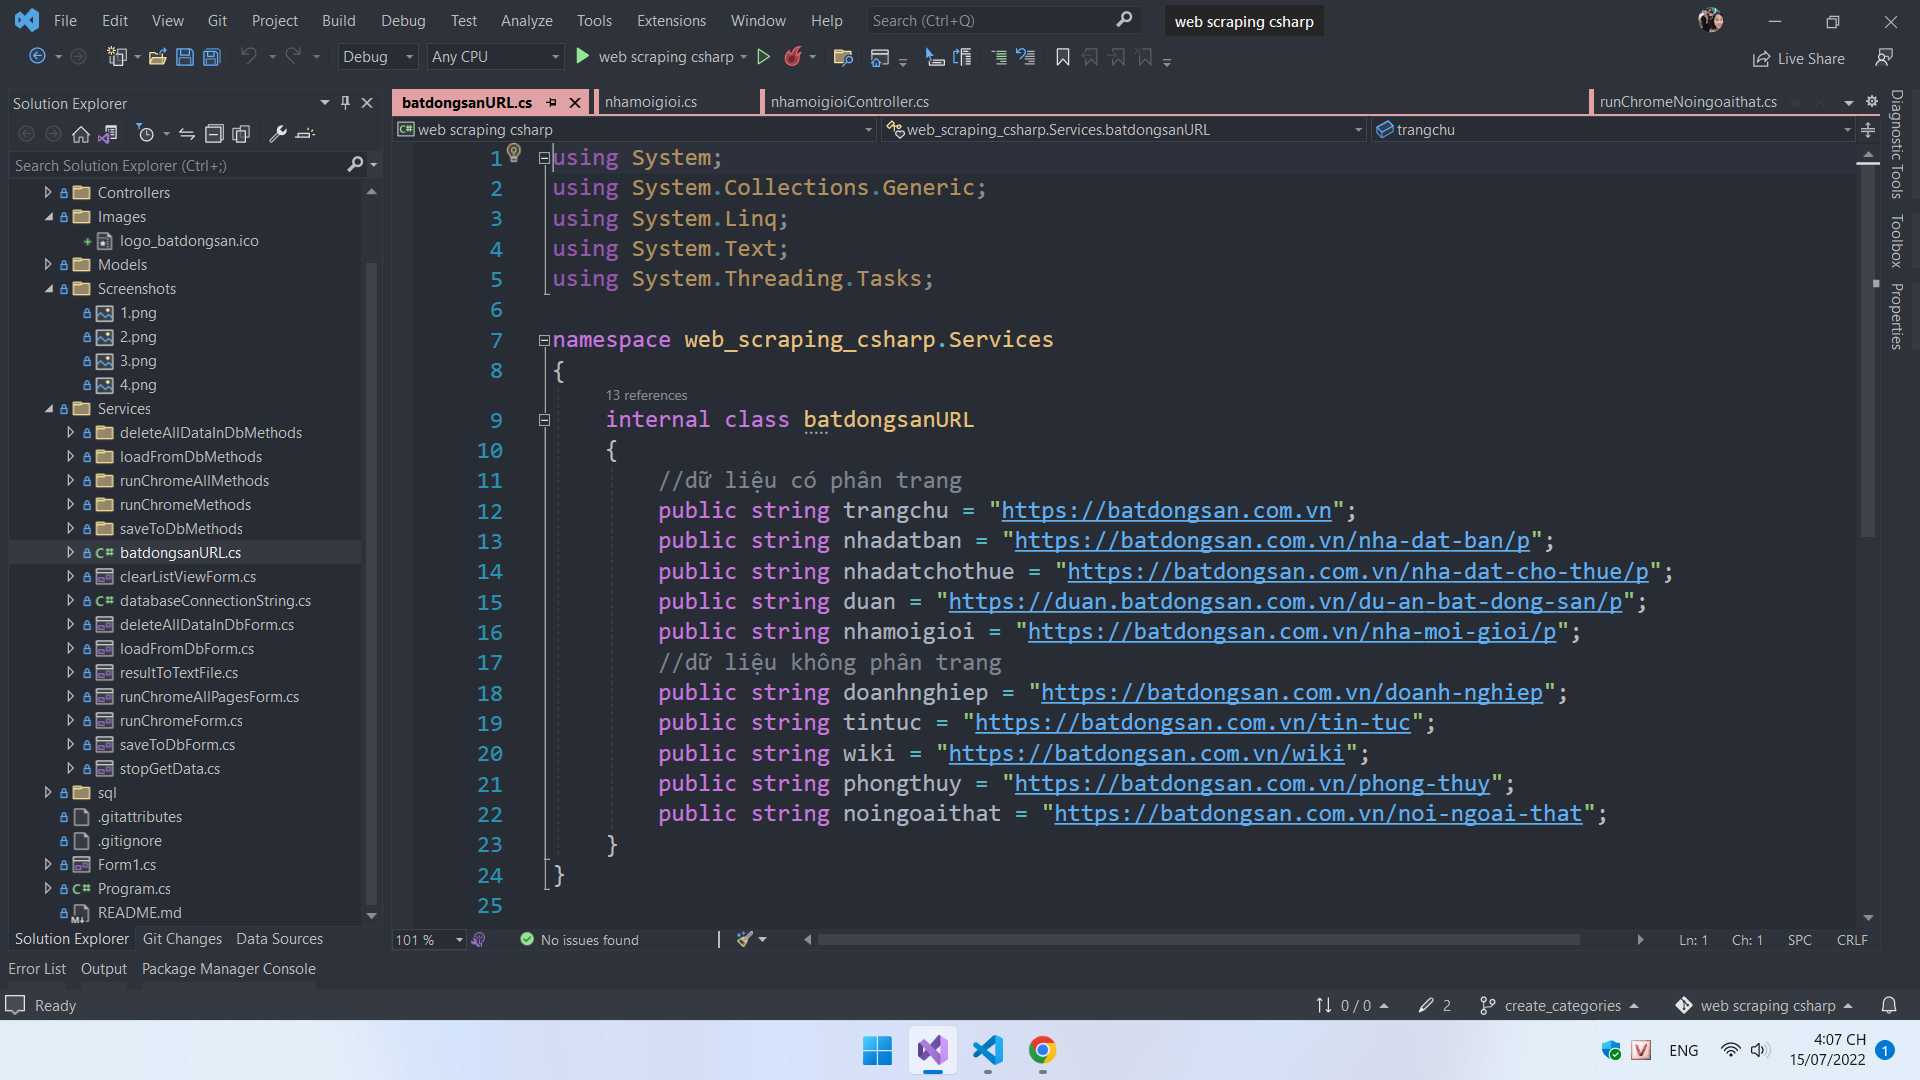 File Edit View Git Project Build Debug Test Analyze Tools Extensions Window Help Search (Ctrl+Q) web scraping csharp
Debug Any CPU web scraping csharp Live Share
Solution Explorer
batdongsanURL.cs nhamoigioi.cs nhamoigioiController.cs runChromeNoingoaithat.cs
web scraping csharp web_scraping_csharp.Services.batdongsanURL trangchu
Search Solution Explorer (Ctrl+;)
Controllers
Images
logo_batdongsan.ico
Models
Screenshots
1.png
2.png
3.png
4.png
Services
deleteAllDataInDbMethods
loadFromDbMethods
runChromeAllMethods
runChromeMethods
saveToDbMethods
C# batdongsanURL.cs
clearListViewForm.cs
C# databaseConnectionString.cs
deleteAllDataInDbForm.cs
loadFromDbForm.cs
resultToTextFile.cs
runChromeAllPagesForm.cs
runChromeForm.cs
saveToDbForm.cs
stopGetData.cs
sql
.gitattributes
.gitignore
Form1.cs
C# Program.cs
README.md
Solution Explorer Git Changes Data Sources
1 using System;
2 using System.Collections.Generic;
3 using System.Linq;
4 using System.Text;
5 using System.Threading.Tasks;
6
7 namespace web_scraping_csharp.Services
8 {
13 references
9 internal class batdongsanURL
10 {
11 //dữ liệu có phân trang
12 public string trangchu = "https://batdongsan.com.vn";
13 public string nhadatban = "https://batdongsan.com.vn/nha-dat-ban/p";
14 public string nhadatchothue = "https://batdongsan.com.vn/nha-dat-cho-thue/p";
15 public string duan = "https://duan.batdongsan.com.vn/du-an-bat-dong-san/p";
16 public string nhamoigioi = "https://batdongsan.com.vn/nha-moi-gioi/p";
17 //dữ liệu không phân trang
18 public string doanhnghiep = "https://batdongsan.com.vn/doanh-nghiep";
19 public string tintuc = "https://batdongsan.com.vn/tin-tuc";
20 public string wiki = "https://batdongsan.com.vn/wiki";
21 public string phongthuy = "https://batdongsan.com.vn/phong-thuy";
22 public string noingoaithat = "https://batdongsan.com.vn/noi-ngoai-that";
23 }
24 }
25
Diagnostic Tools
Toolbox
Properties
101 % No issues found Ln: 1 Ch: 1 SPC CRLF
Error List Output Package Manager Console
Ready 0 / 0 2 create_categories web scraping csharp
ENG 4:07 CH
15/07/2022 1